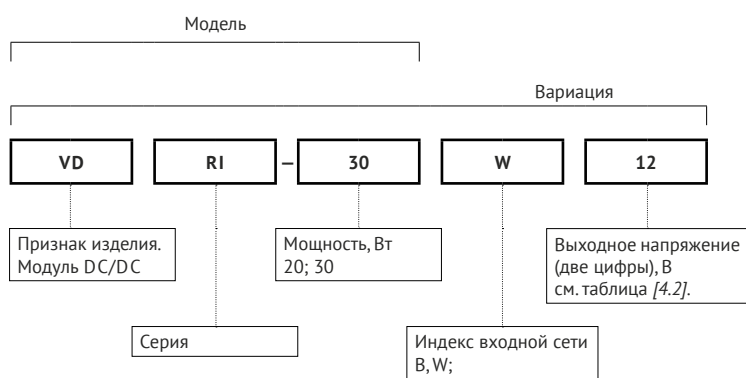 Модель
Вариация
VD RI – 30 W 12
Признак изделия.
Модуль DC/DC
Мощность, Вт
20; 30
Выходное напряжение
(две цифры), В
см. таблица [4.2].
Серия
Индекс входной сети
B, W;